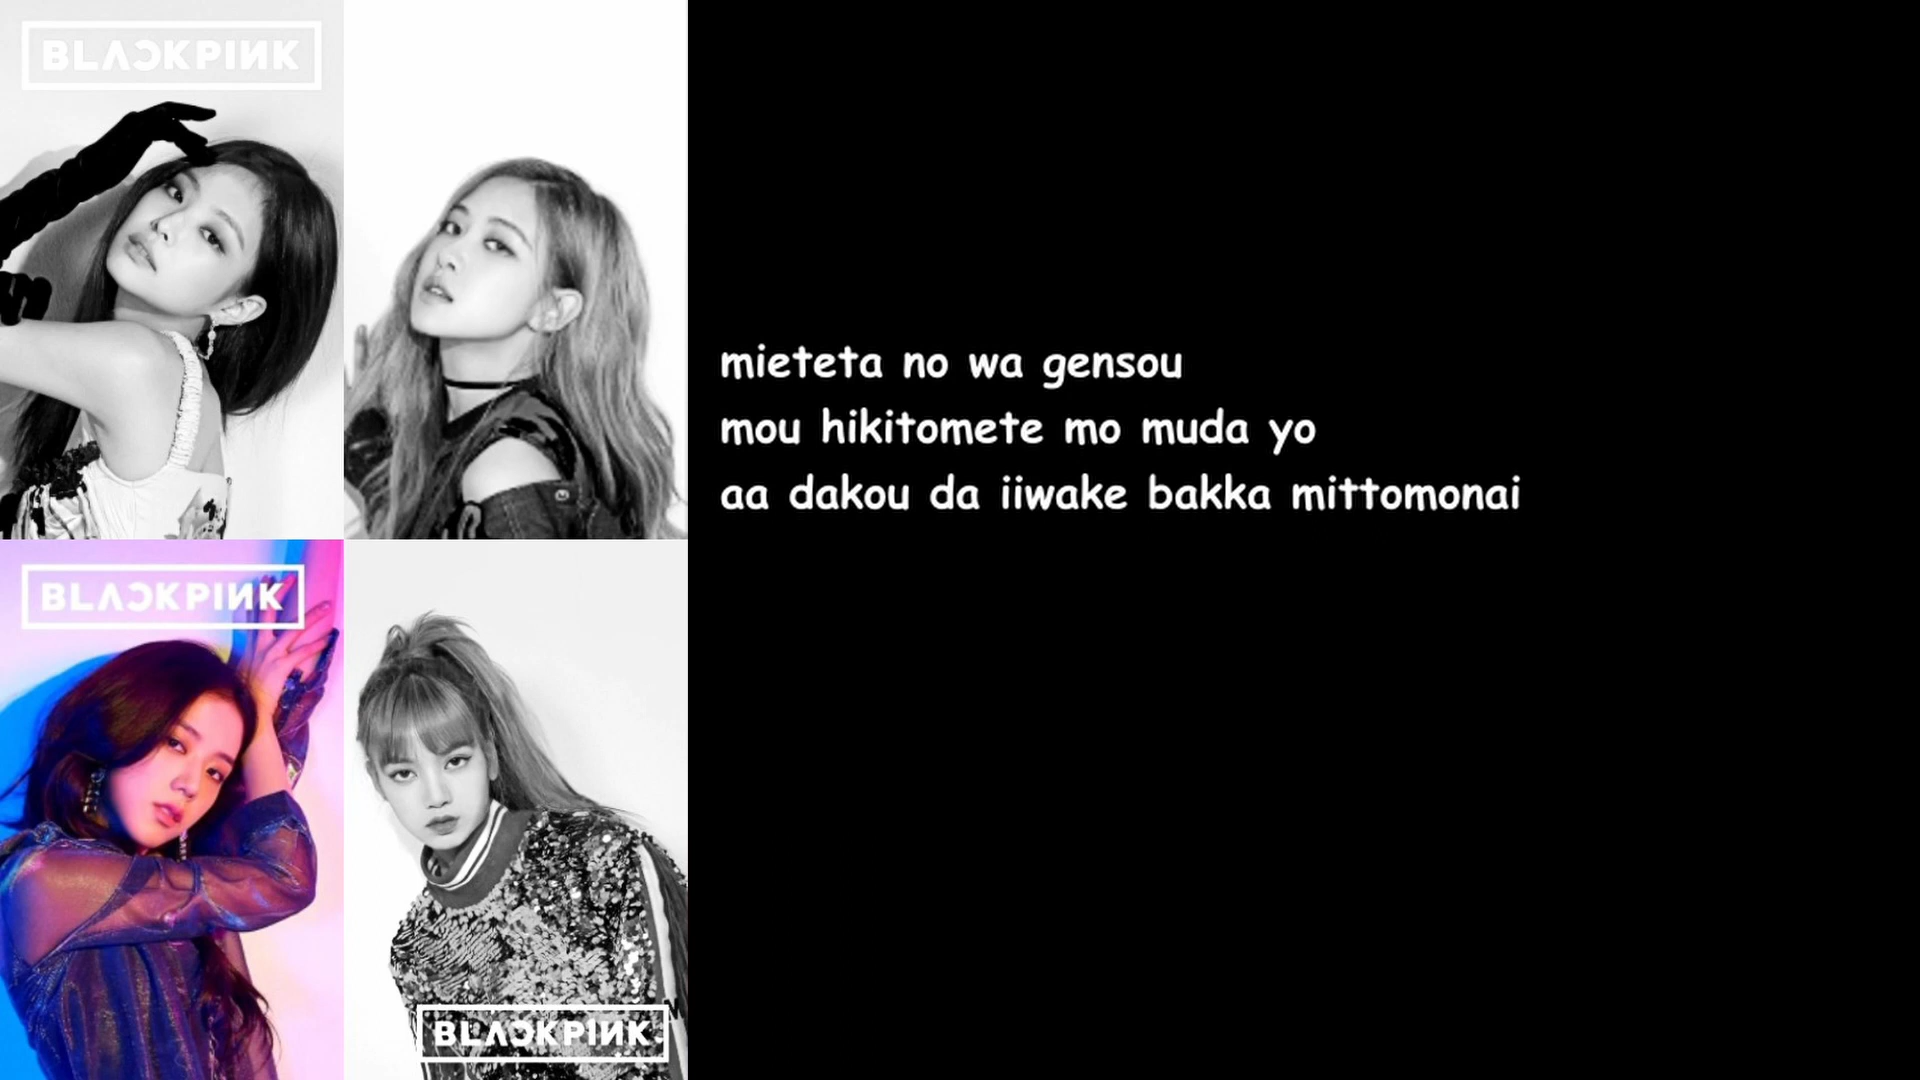 BLACKPINK
mieteta no wa gensou
mou hikitomete mo muda yo
aa dakou da iiwake bakka mittomonai
BLACKPINK
BLACKPINK